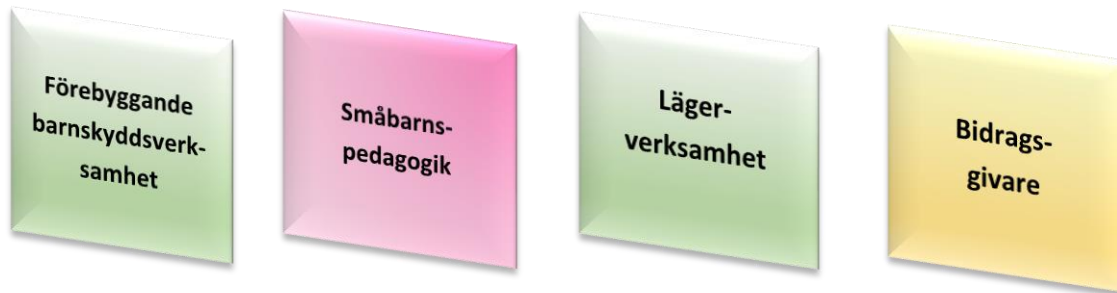 Förebyggande
barnskyddsverk-
samhet
Småbarns-
pedagogik
Läger-
verksamhet
Bidrags-
givare